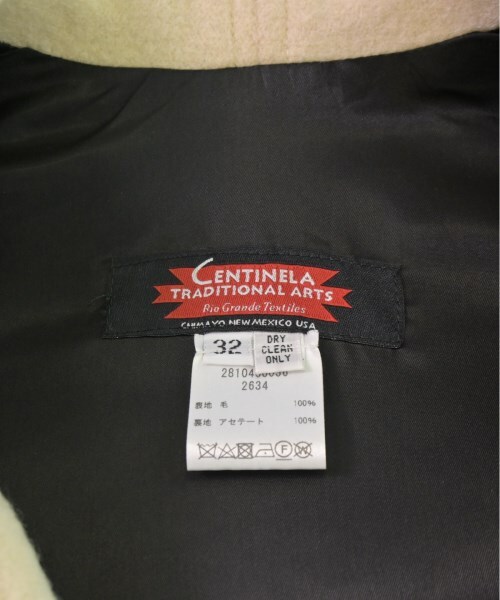 CENTINELA
TRADITIONAL ARTS
Rio Grande Textiles
CHIMAYO NEW MEXICO USA
32
DRY
CLEAN
ONLY
2634
表地 毛 100%
裏地 アセテート 100%